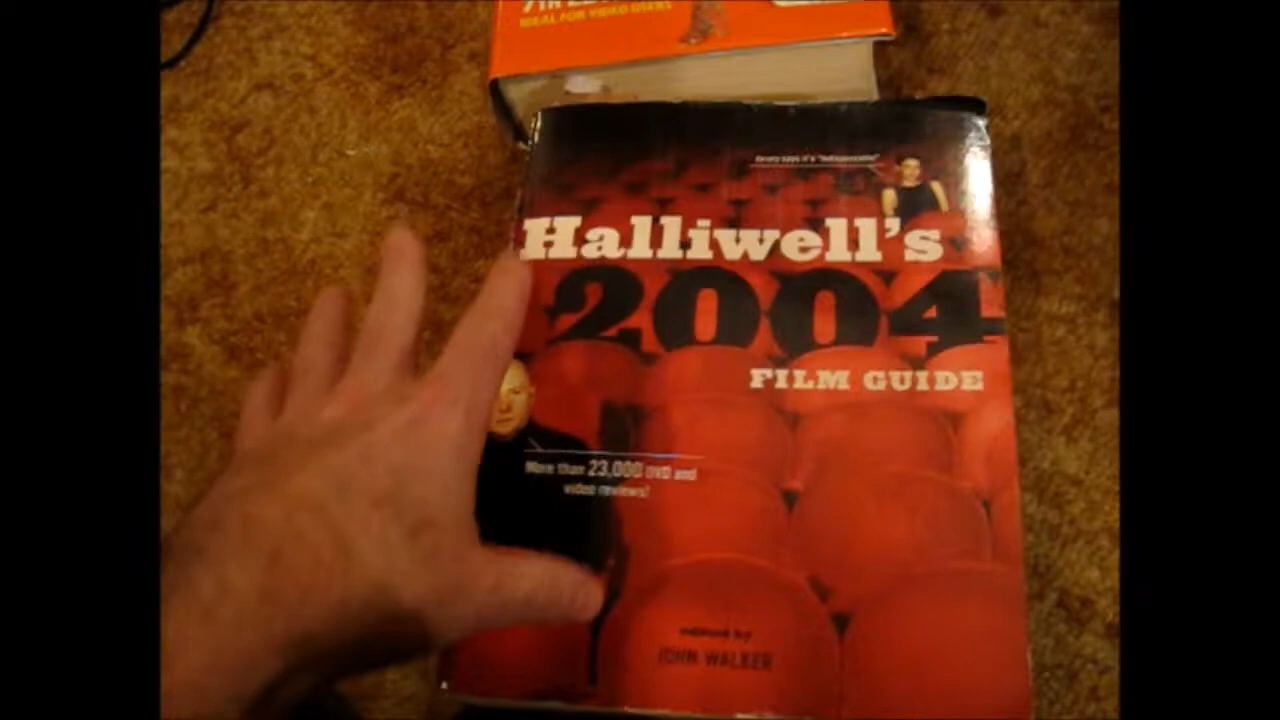 IDEAL FOR VIDEO USERS
Halliwell's
2004
FILM GUIDE
More than 23,000 DVD and
video reviews!
edited by
JOHN WALKER